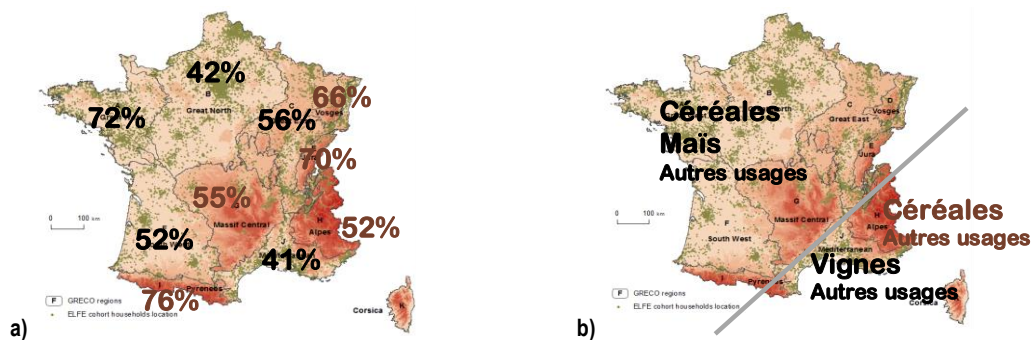 42%
B
Great North
66%
C
Vosges
72%
56%
70%
55%
Massif Central
H
Alpes
52%
52%
41%
0 100 km
I
Pyrenees
76%
F GRECO regions
ELFE cohort households location
Corsica
a)
B
Céréales
Maïs
Autres usages
C
D
Great East
Vosges
E
Jura
G
Massif Central
H
Alpes
Céréales
Autres usages
F
South West
J
Mediterranean
Vignes
Autres usages
0 100 km
I
Pyrenees
F GRECO regions
ELFE cohort households location
Corsica
b)